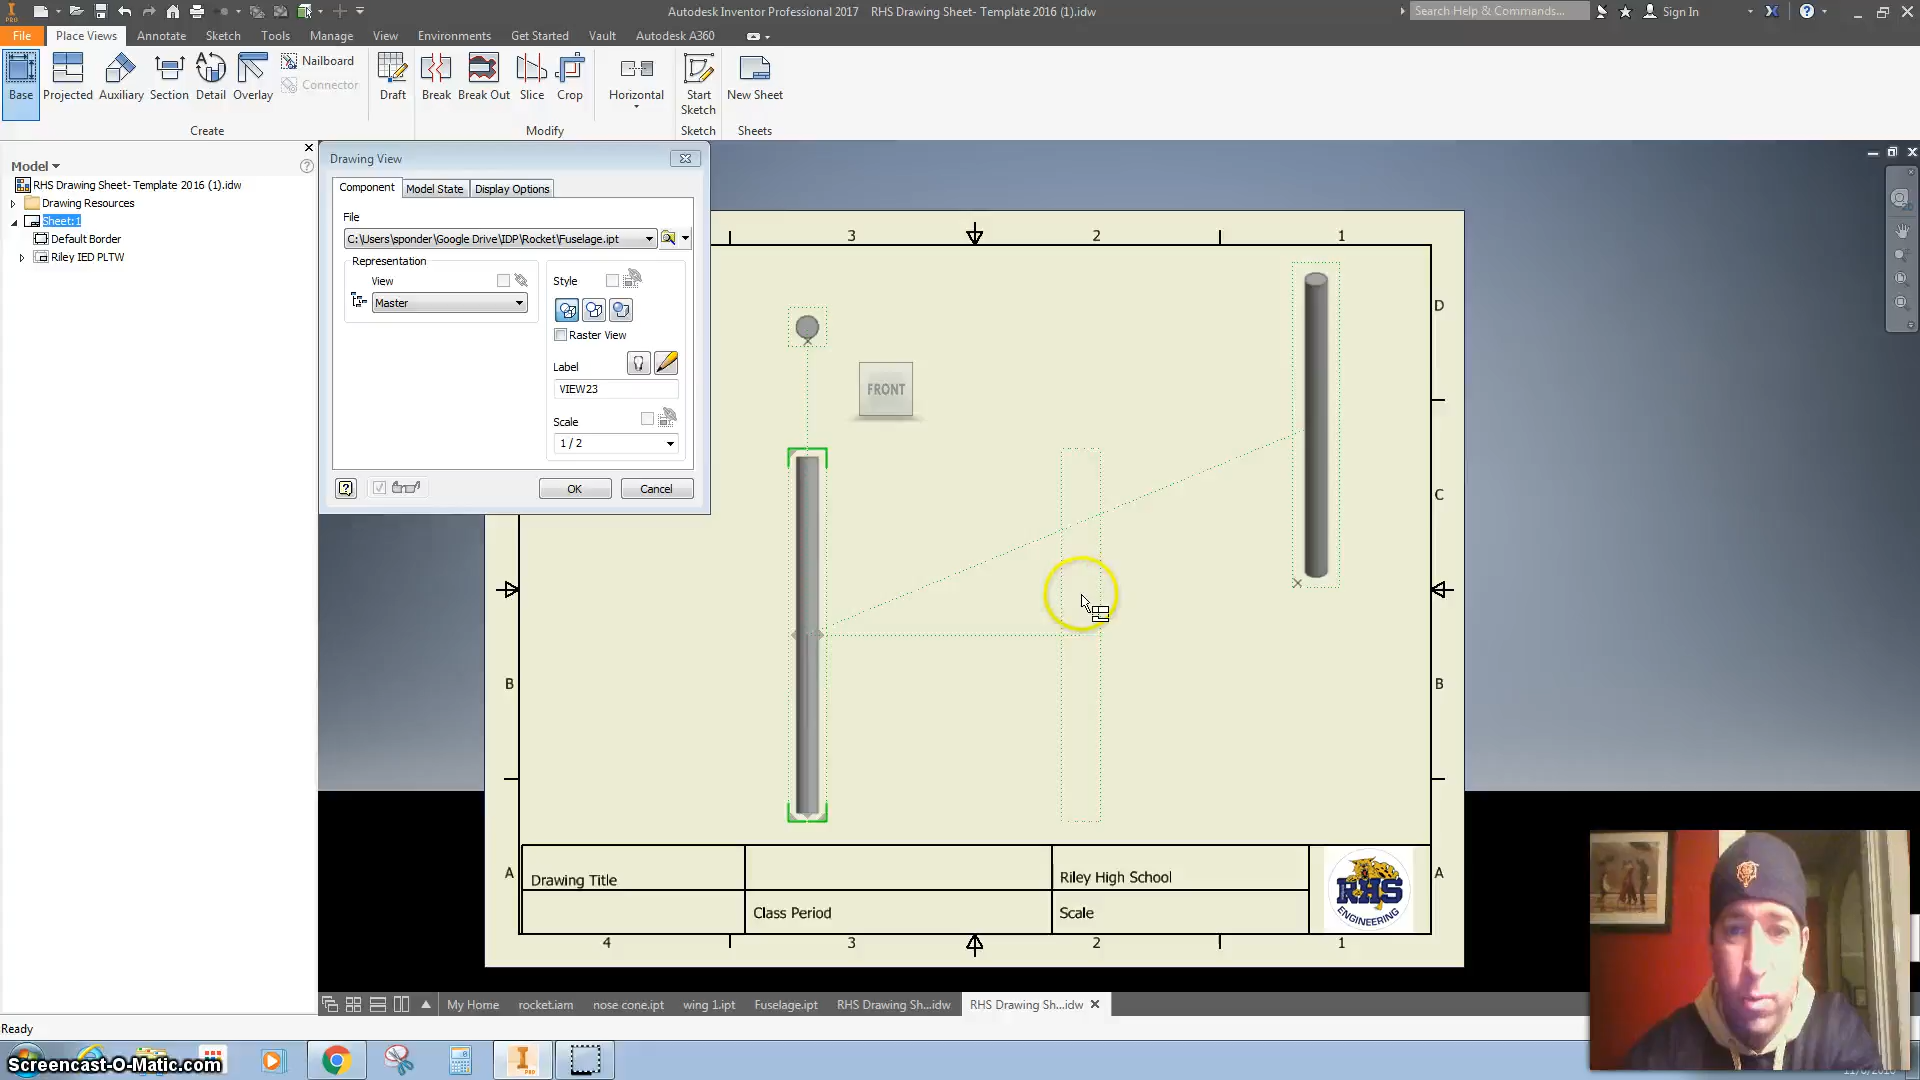 Autodesk Inventor Professional 2017 RHS Drawing Sheet- Template 2016 (1).idw
Search Help & Commands...
Sign In
PRO
File Place Views Annotate Sketch Tools Manage View Environments Get Started Vault Autodesk A360
Base
Projected
Auxiliary
Section
Detail
Overlay
Nailboard
Connector
Draft
Break
Break Out
Slice
Crop
Horizontal
Start
Sketch
New Sheet
Create
Modify
Sketch
Sheets
Model
RHS Drawing Sheet- Template 2016 (1).idw
Drawing Resources
Sheet:1
Default Border
Riley IED PLTW
Drawing View
Component Model State Display Options
File
C:\Users\sponder\Google Drive\IDP\Rocket\Fuselage.ipt
Representation
View
Master
Style
Raster View
Label
VIEW23
Scale
1 / 2
OK Cancel
3 2 1
D
FRONT
C C
B B
A A
Drawing Title
Class Period
Riley High School
Scale
RHS
ENGINEERING
4 3 2 1
My Home rocket.iam nose cone.ipt wing 1.ipt Fuselage.ipt RHS Drawing Sh...idw RHS Drawing Sh...idw
Ready
Screencast-O-Matic.com